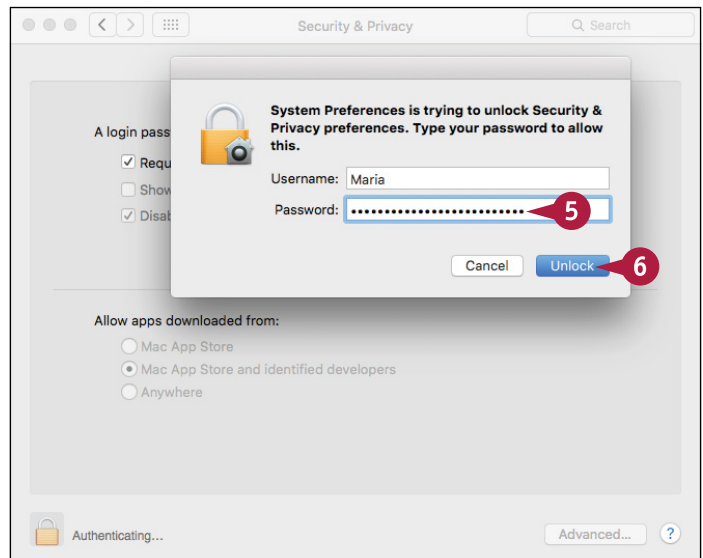 Security & Privacy
Search
System Preferences is trying to unlock Security &
Privacy preferences. Type your password to allow
this.
A login pass
Requ
Username: Maria
Show
Password: •••••••••••••••••••••••••• 5
Disab
Cancel Unlock 6
Allow apps downloaded from:
Mac App Store
Mac App Store and identified developers
Anywhere
Authenticating...
Advanced... ?